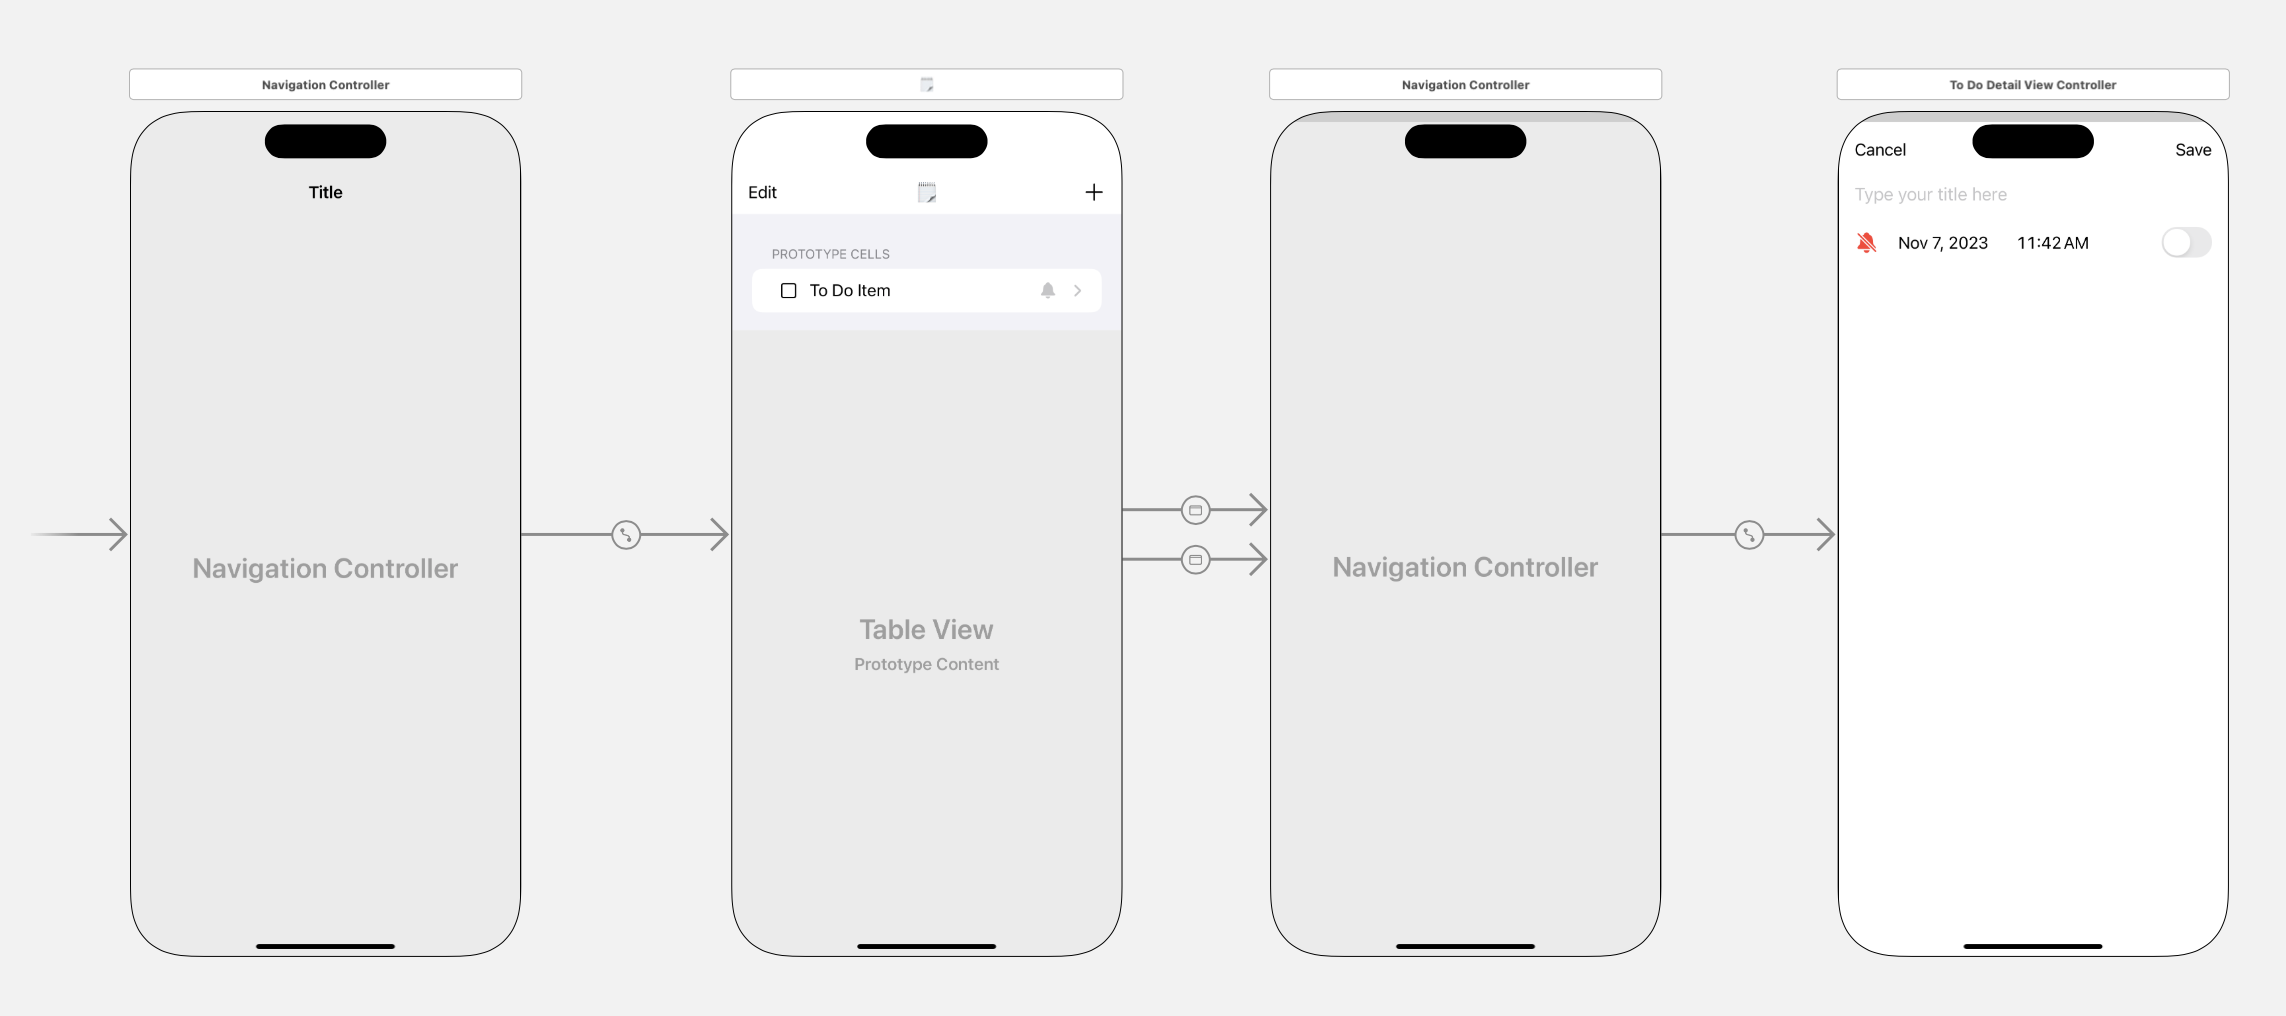 Navigation Controller
Title
Navigation Controller
Edit
PROTOTYPE CELLS
To Do Item
Table View
Prototype Content
Navigation Controller
Navigation Controller
To Do Detail View Controller
Cancel
Save
Type your title here
Nov 7, 2023 11:42 AM